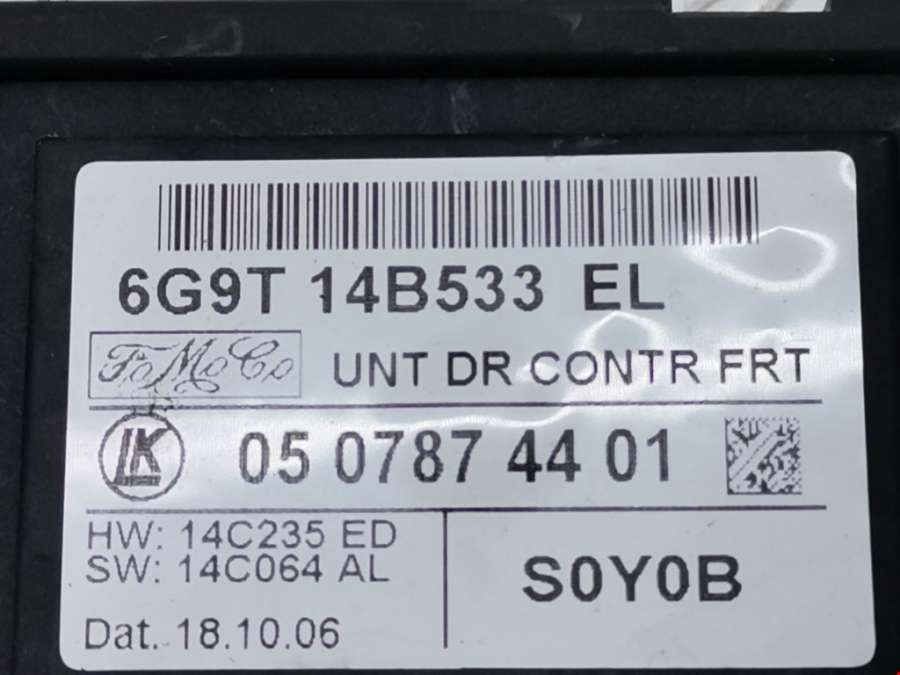 6G9T 14B533 EL
FoMoCo UNT DR CONTR FRT
LK 05 0787 44 01
HW: 14C235 ED
SW: 14C064 AL
S0Y0B
Dat. 18.10.06